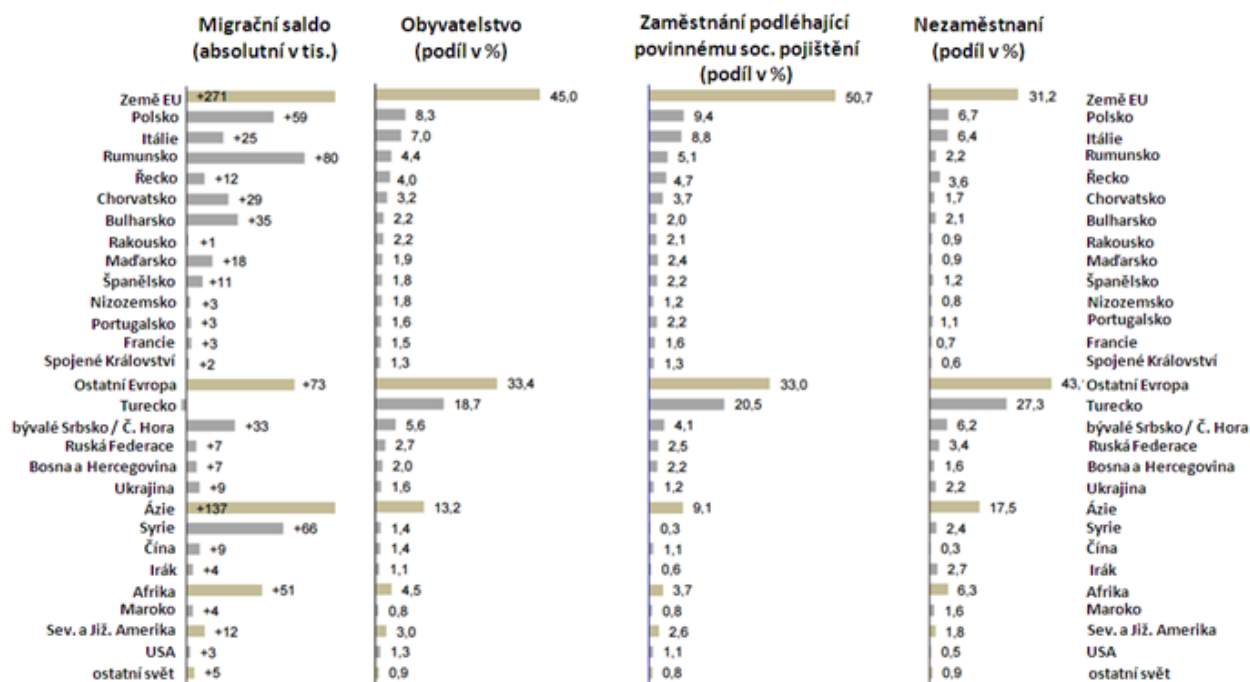 Migrační saldo
(absolutní v tis.)
Obyvatelstvo
(podíl v %)
Zaměstnání podléhající
povinnému soc. pojištění
(podíl v %)
Nezaměstnaní
(podíl v %)
Země EU +271 45,0 50,7 31,2 Země EU
Polsko +59 8,3 9,4 6,7 Polsko
Itálie +25 7,0 8,8 6,4 Itálie
Rumunsko +80 4,4 5,1 2,2 Rumunsko
Řecko +12 4,0 4,7 3,6 Řecko
Chorvatsko +29 3,2 3,7 1,7 Chorvatsko
Bulharsko +35 2,2 2,0 2,1 Bulharsko
Rakousko +1 2,2 2,1 0,9 Rakousko
Maďarsko +18 1,9 2,4 0,9 Maďarsko
Španělsko +11 1,8 2,2 1,2 Španělsko
Nizozemsko +3 1,8 1,2 0,8 Nizozemsko
Portugalsko +3 1,6 2,2 1,1 Portugalsko
Francie +3 1,5 1,6 0,7 Francie
Spojené Království +2 1,3 1,3 0,6 Spojené Království
Ostatní Evropa +73 33,4 33,0 43, Ostatní Evropa
Turecko 18,7 20,5 27,3 Turecko
bývalé Srbsko / Č. Hora +33 5,6 4,1 6,2 bývalé Srbsko / Č. Hora
Ruská Federace +7 2,7 2,5 3,4 Ruská Federace
Bosna a Hercegovina +7 2,0 2,2 1,6 Bosna a Hercegovina
Ukrajina +9 1,6 1,2 2,2 Ukrajina
Ázie +137 13,2 9,1 17,5 Ázie
Syrie +66 1,4 0,3 2,4 Syrie
Čína +9 1,4 1,1 0,3 Čína
Irák +4 1,1 0,6 2,7 Irák
Afrika +51 4,5 3,7 6,3 Afrika
Maroko +4 0,8 0,8 1,6 Maroko
Sev. a Již. Amerika +12 3,0 2,6 1,8 Sev. a Již. Amerika
USA +3 1,3 1,1 0,5 USA
ostatní svět +5 0,9 0,8 0,9 ostatní svět